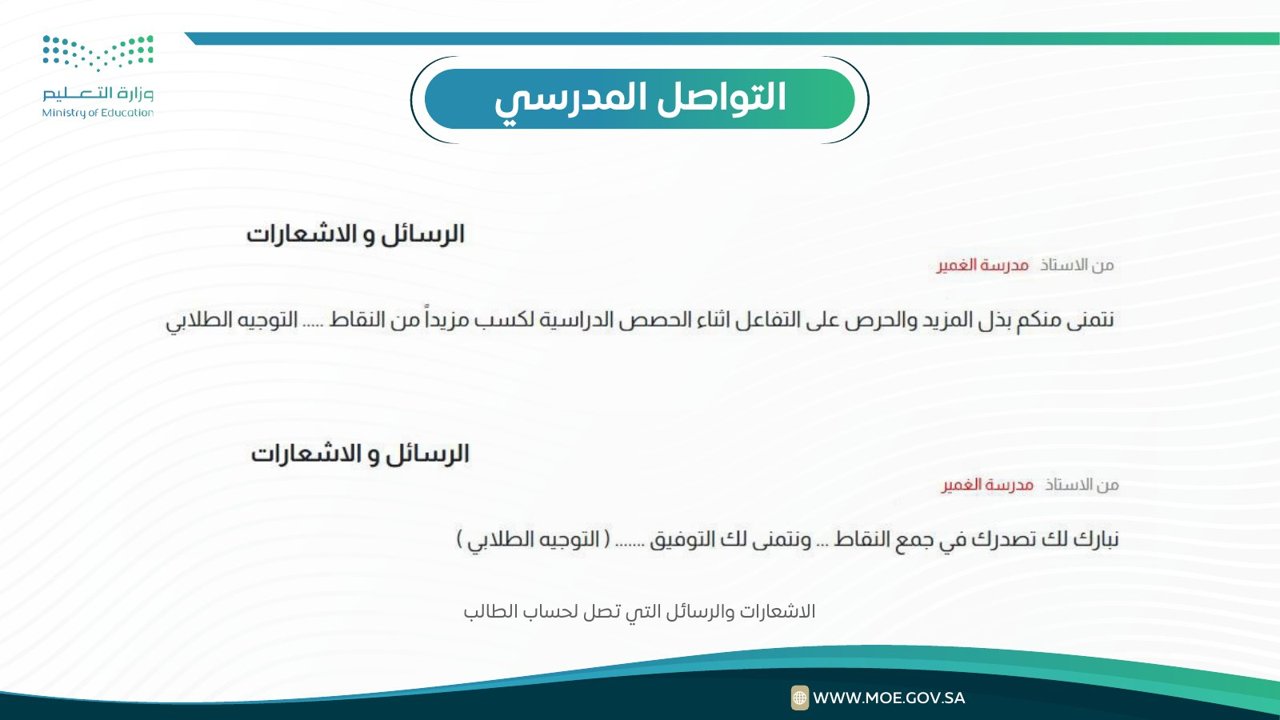 وزارة التعليم
Ministry of Education
التواصل المدرسي
الرسائل و الاشعارات
من الاستاذ مدرسة الغمير
نتمنى منكم بذل المزيد والحرص على التفاعل اثناء الحصص الدراسية لكسب مزيداً من النقاط ..... التوجيه الطلابي
الرسائل و الاشعارات
من الاستاذ مدرسة الغمير
نبارك لك تصدرك في جمع النقاط ... ونتمنى لك التوفيق ....... ( التوجيه الطلابي )
الاشعارات والرسائل التي تصل لحساب الطالب
WWW.MOE.GOV.SA